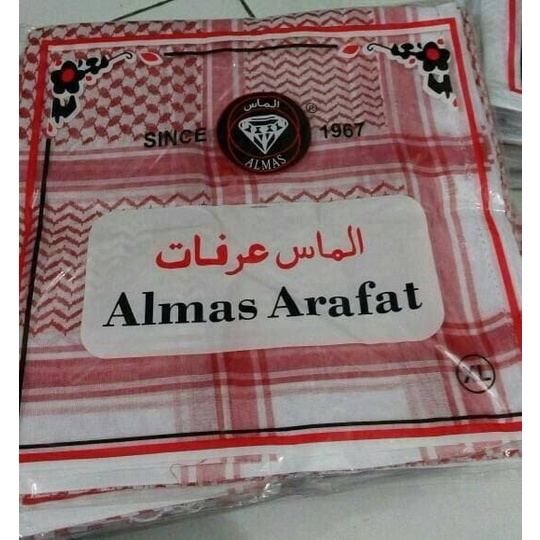 الماس
®
SINCE 1967
ALMAS
الماس عرفات
Almas Arafat
XL